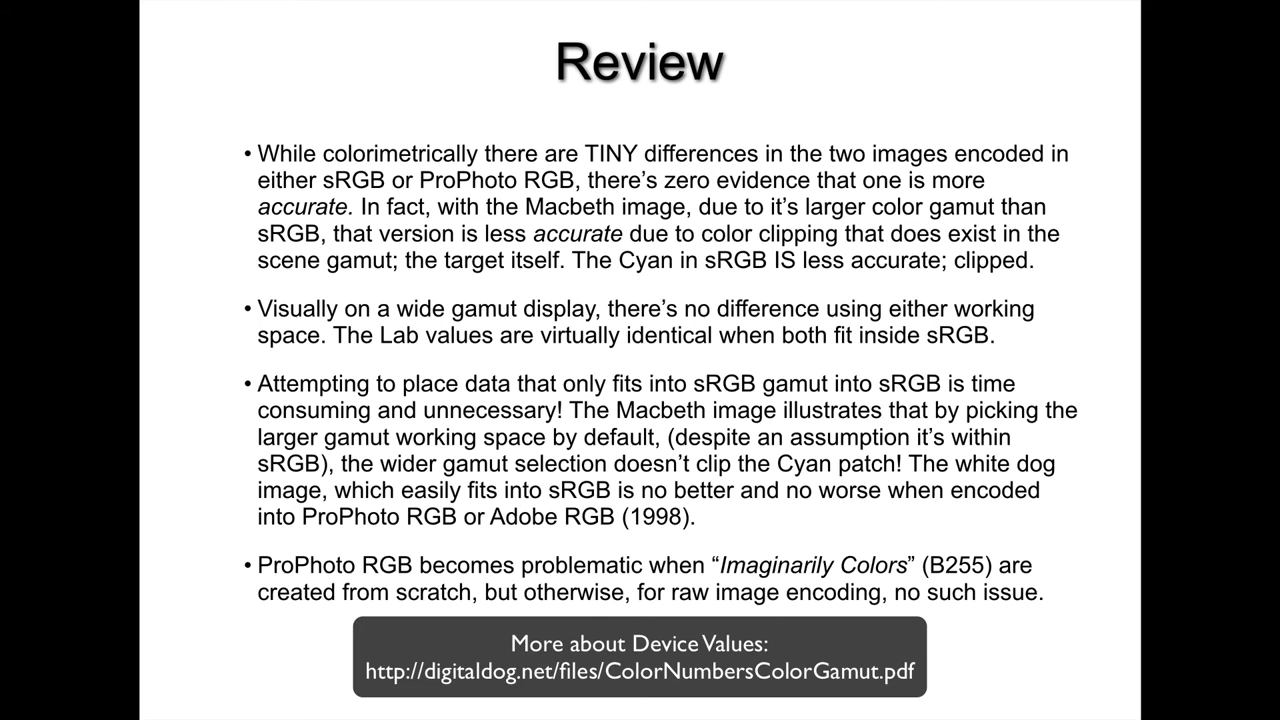 Review
• While colorimetrically there are TINY differences in the two images encoded in
either sRGB or ProPhoto RGB, there’s zero evidence that one is more
accurate. In fact, with the Macbeth image, due to it’s larger color gamut than
sRGB, that version is less accurate due to color clipping that does exist in the
scene gamut; the target itself. The Cyan in sRGB IS less accurate; clipped.
• Visually on a wide gamut display, there’s no difference using either working
space. The Lab values are virtually identical when both fit inside sRGB.
• Attempting to place data that only fits into sRGB gamut into sRGB is time
consuming and unnecessary! The Macbeth image illustrates that by picking the
larger gamut working space by default, (despite an assumption it’s within
sRGB), the wider gamut selection doesn’t clip the Cyan patch! The white dog
image, which easily fits into sRGB is no better and no worse when encoded
into ProPhoto RGB or Adobe RGB (1998).
• ProPhoto RGB becomes problematic when “Imaginarily Colors” (B255) are
created from scratch, but otherwise, for raw image encoding, no such issue.
More about Device Values:
http://digitaldog.net/files/ColorNumbersColorGamut.pdf